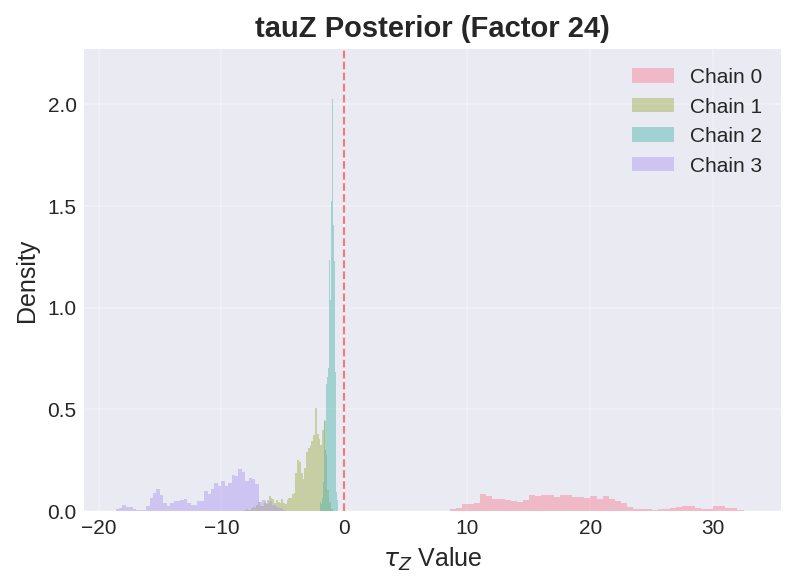 tauZ Posterior (Factor 24)
Chain 0
Chain 1
Chain 2
Chain 3
Density
2.0
1.5
1.0
0.5
0.0
−20
−10
0
10
20
30
τZ Value